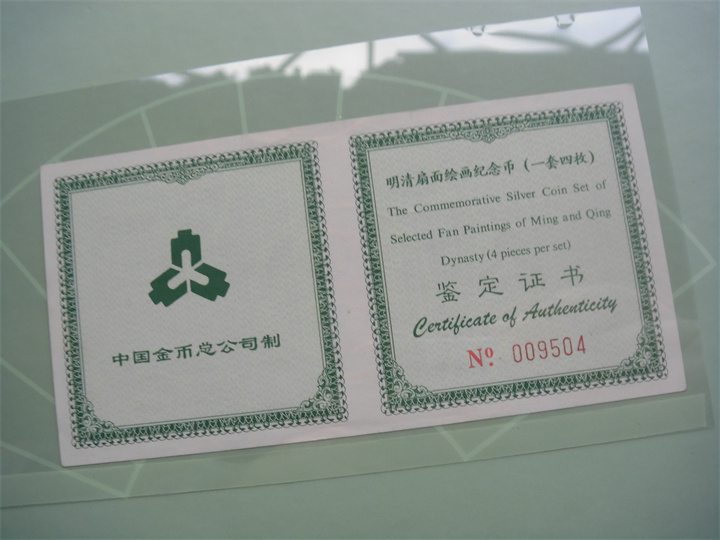 中国金币总公司制
明清扇面绘画纪念币(一套四枚)
The Commemorative Silver Coin Set of
Selected Fan Paintings of Ming and Qing
Dynasty (4 pieces per set)
鉴定证书
Certificate of Authenticity
Nº. 009504